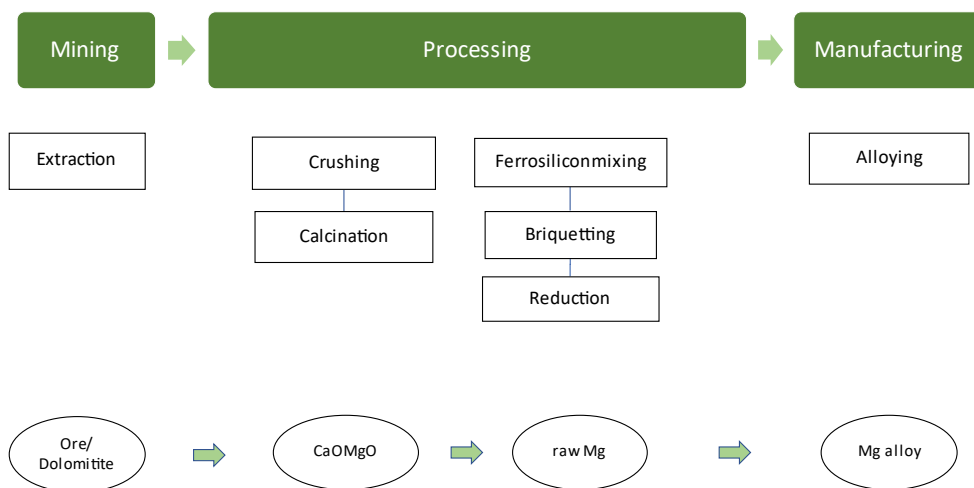 Mining
Processing
Manufacturing
Extraction
Crushing
Ferrosiliconmixing
Alloying
Calcination
Briquetting
Reduction
Ore/
Dolomitite
CaOMgO
raw Mg
Mg alloy